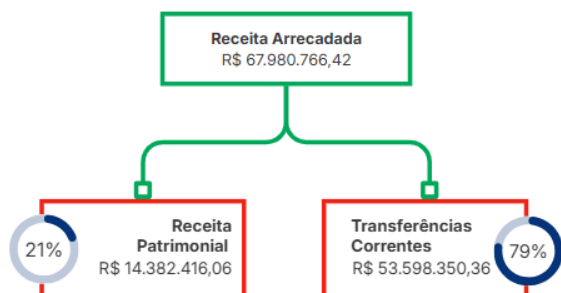 Receita Arrecadada
R$ 67.980.766,42
21%
Receita
Patrimonial
R$ 14.382.416,06
Transferências
Correntes
R$ 53.598.350,36
79%